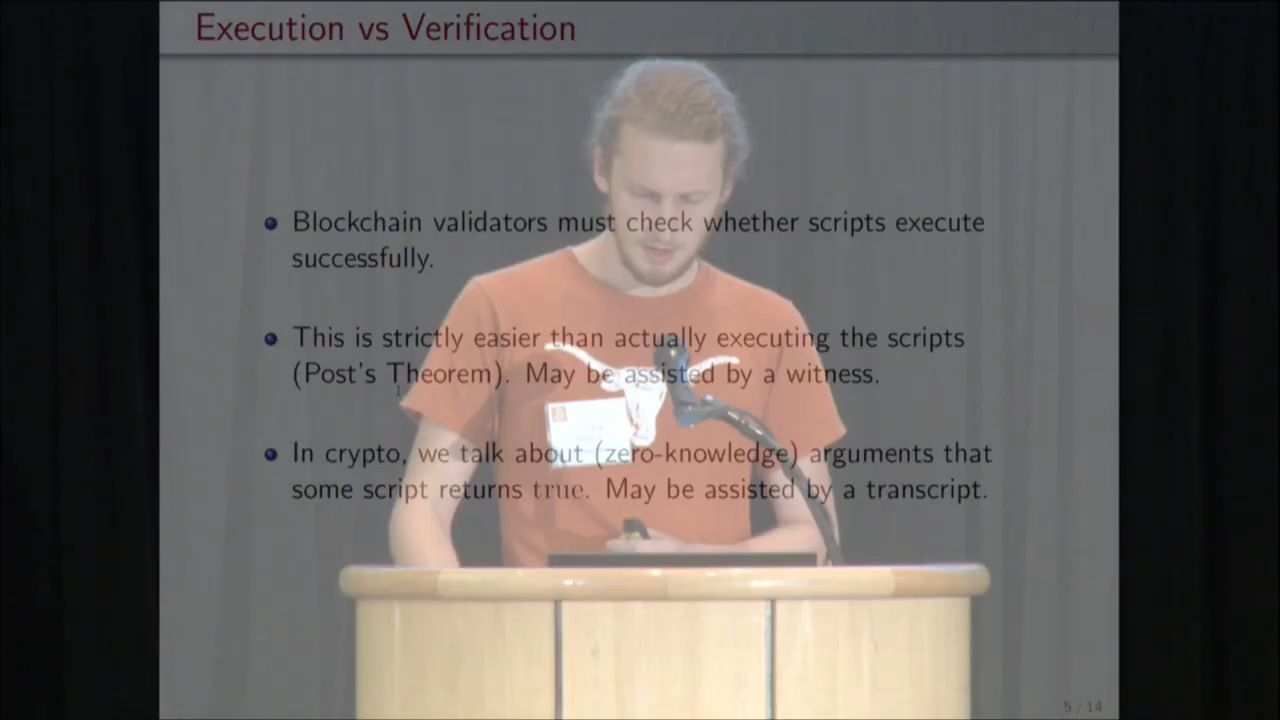 Execution vs Verification
Blockchain validators must check whether scripts execute
successfully.
This is strictly easier than actually executing the scripts
(Post's Theorem). May be assisted by a witness.
In crypto, we talk about (zero-knowledge) arguments that
some script returns true. May be assisted by a transcript.
5 / 14